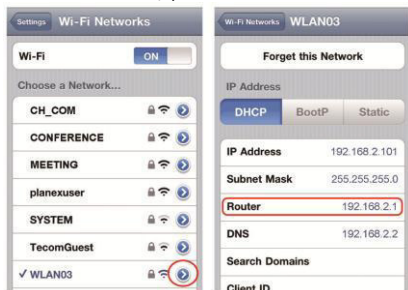 Settings Wi-Fi Networks
Wi-Fi ON
Choose a Network...
CH_COM
CONFERENCE
MEETING
planexuser
SYSTEM
TecomGuest
✓ WLAN03
Wi-Fi Networks WLAN03
Forget this Network
IP Address
DHCP BootP Static
IP Address 192.168.2.101
Subnet Mask 255.255.255.0
Router 192.168.2.1
DNS 192.168.2.2
Search Domains
Client ID